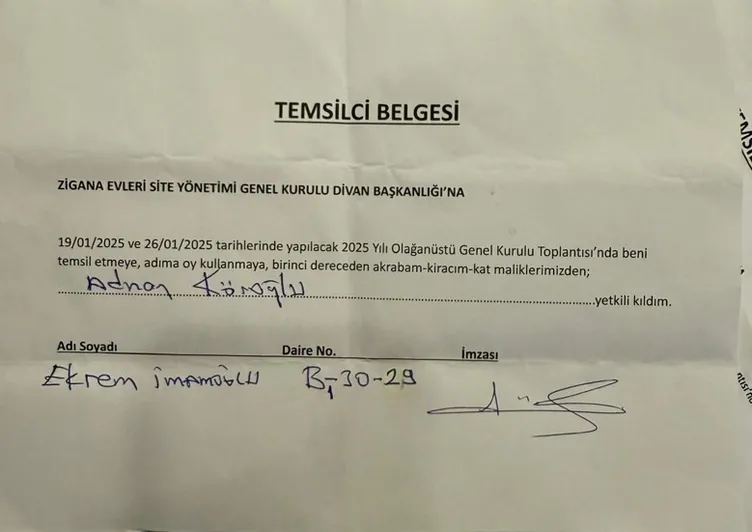 TEMSİLCİ BELGESİ
ZİGANA EVLERİ SİTE YÖNETİMİ GENEL KURULU DİVAN BAŞKANLIĞI’NA
19/01/2025 ve 26/01/2025 tarihlerinde yapılacak 2025 Yılı Olağanüstü Genel Kurulu Toplantısı’nda beni
temsil etmeye, adıma oy kullanmaya, birinci dereceden akrabam-kiracım-kat maliklerimizden;
Adnan Köroğlu yetkili kıldım.
Adı Soyadı Daire No. İmzası
Ekrem İmamoğlu B1-30-29